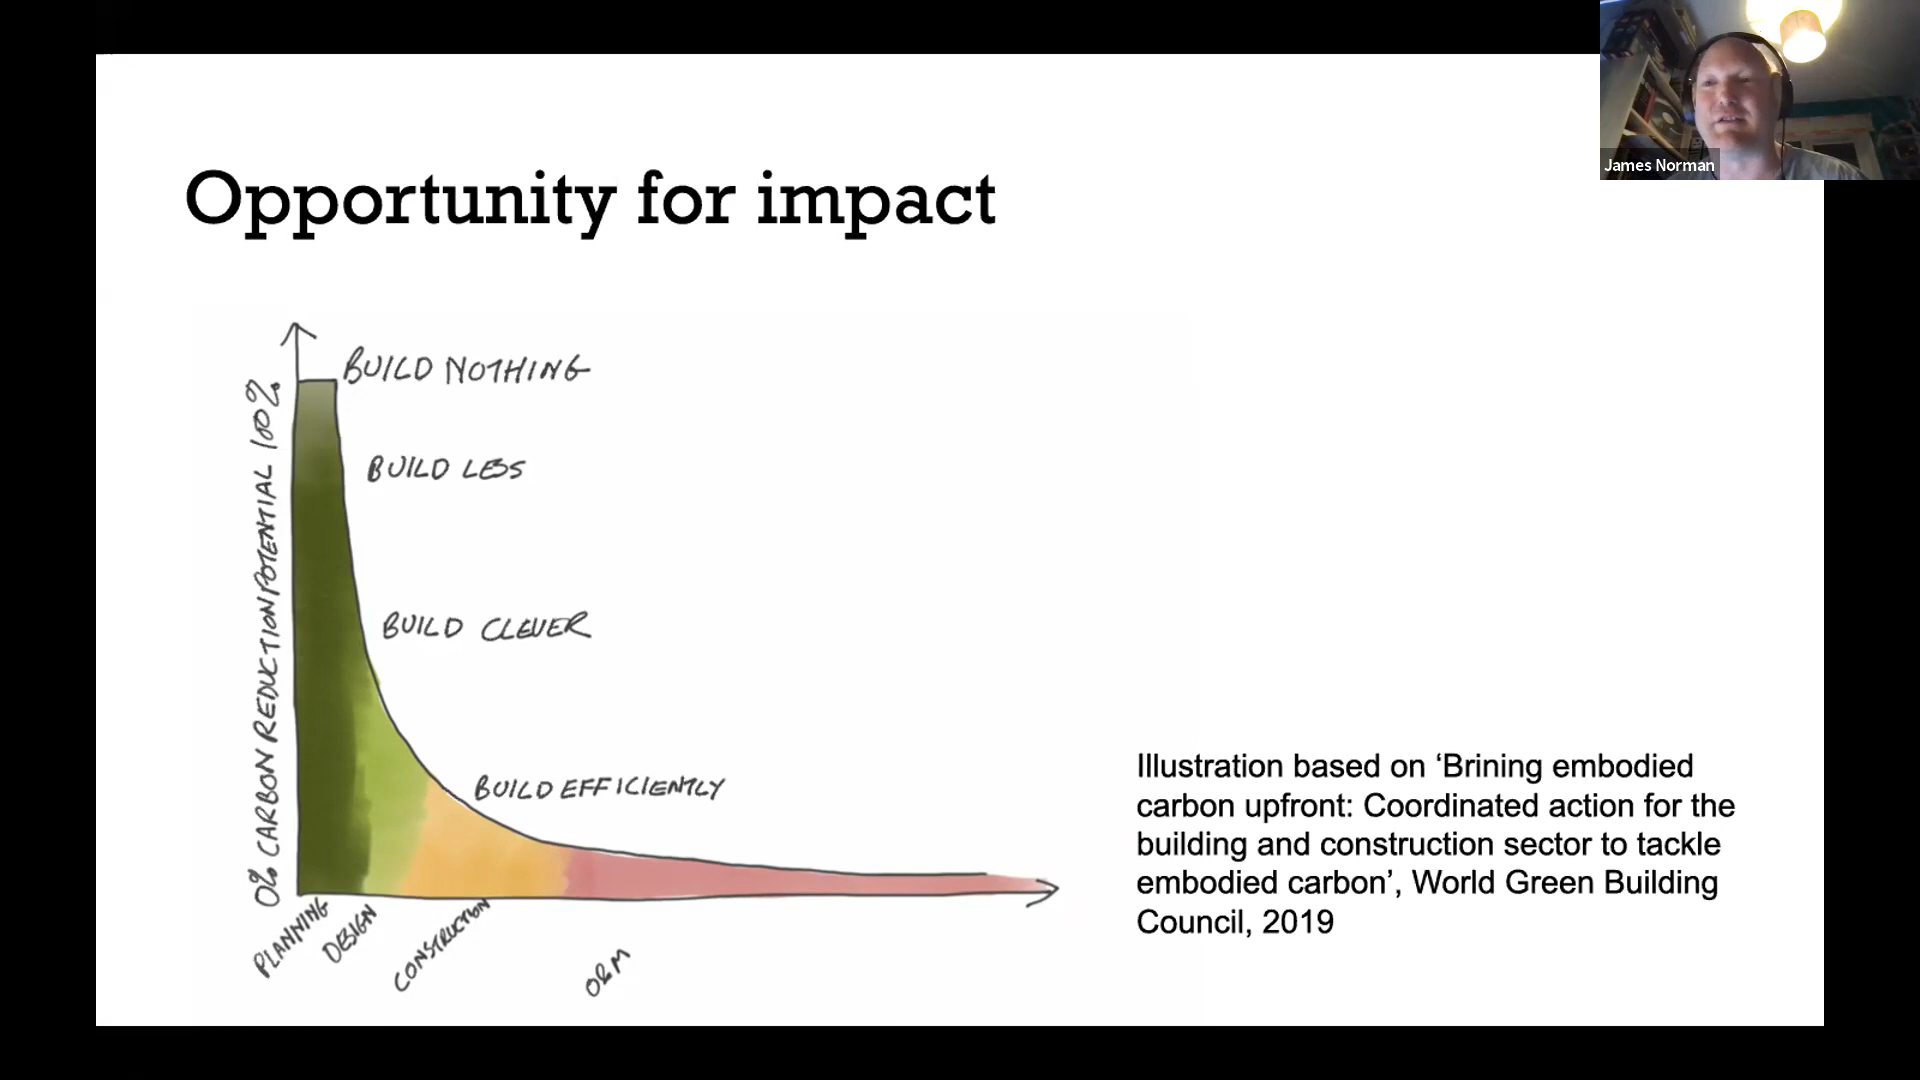 James Norman
Opportunity for impact
BUILD NOTHING
BUILD LESS
BUILD CLEVER
BUILD EFFICIENTLY
0% CARBON REDUCTION POTENTIAL 100%
PLANNING
DESIGN
CONSTRUCTION
O&M
Illustration based on ‘Brining embodied
carbon upfront: Coordinated action for the
building and construction sector to tackle
embodied carbon’, World Green Building
Council, 2019